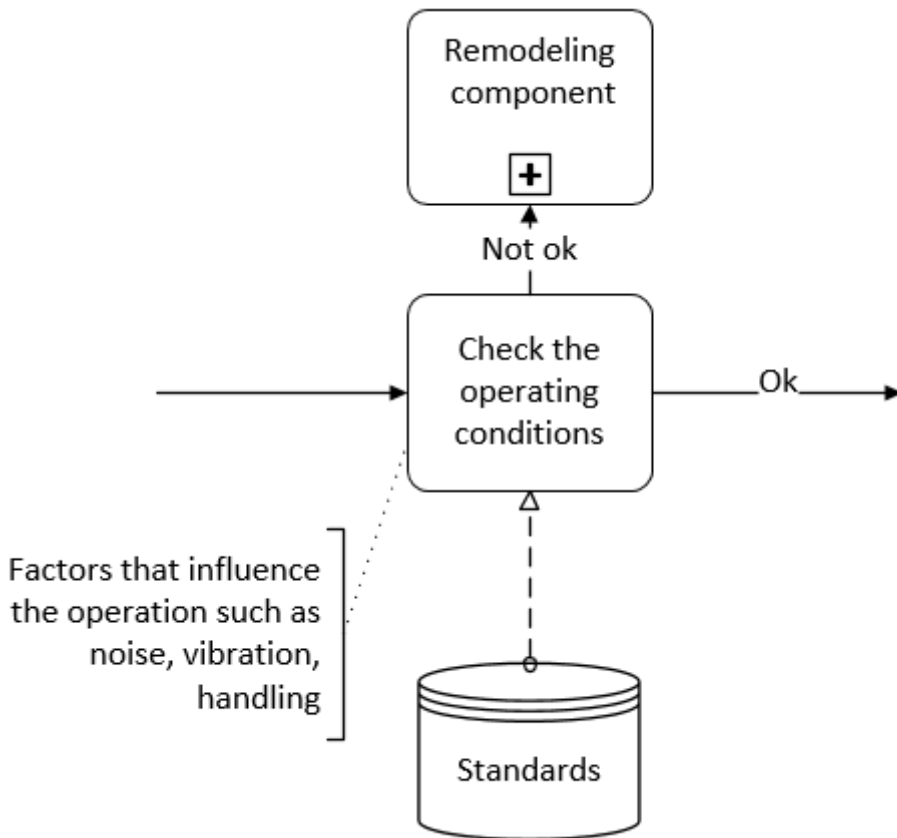 Remodeling
component
Not ok
Check the
operating
conditions
Ok
Factors that influence
the operation such as
noise, vibration,
handling
Standards